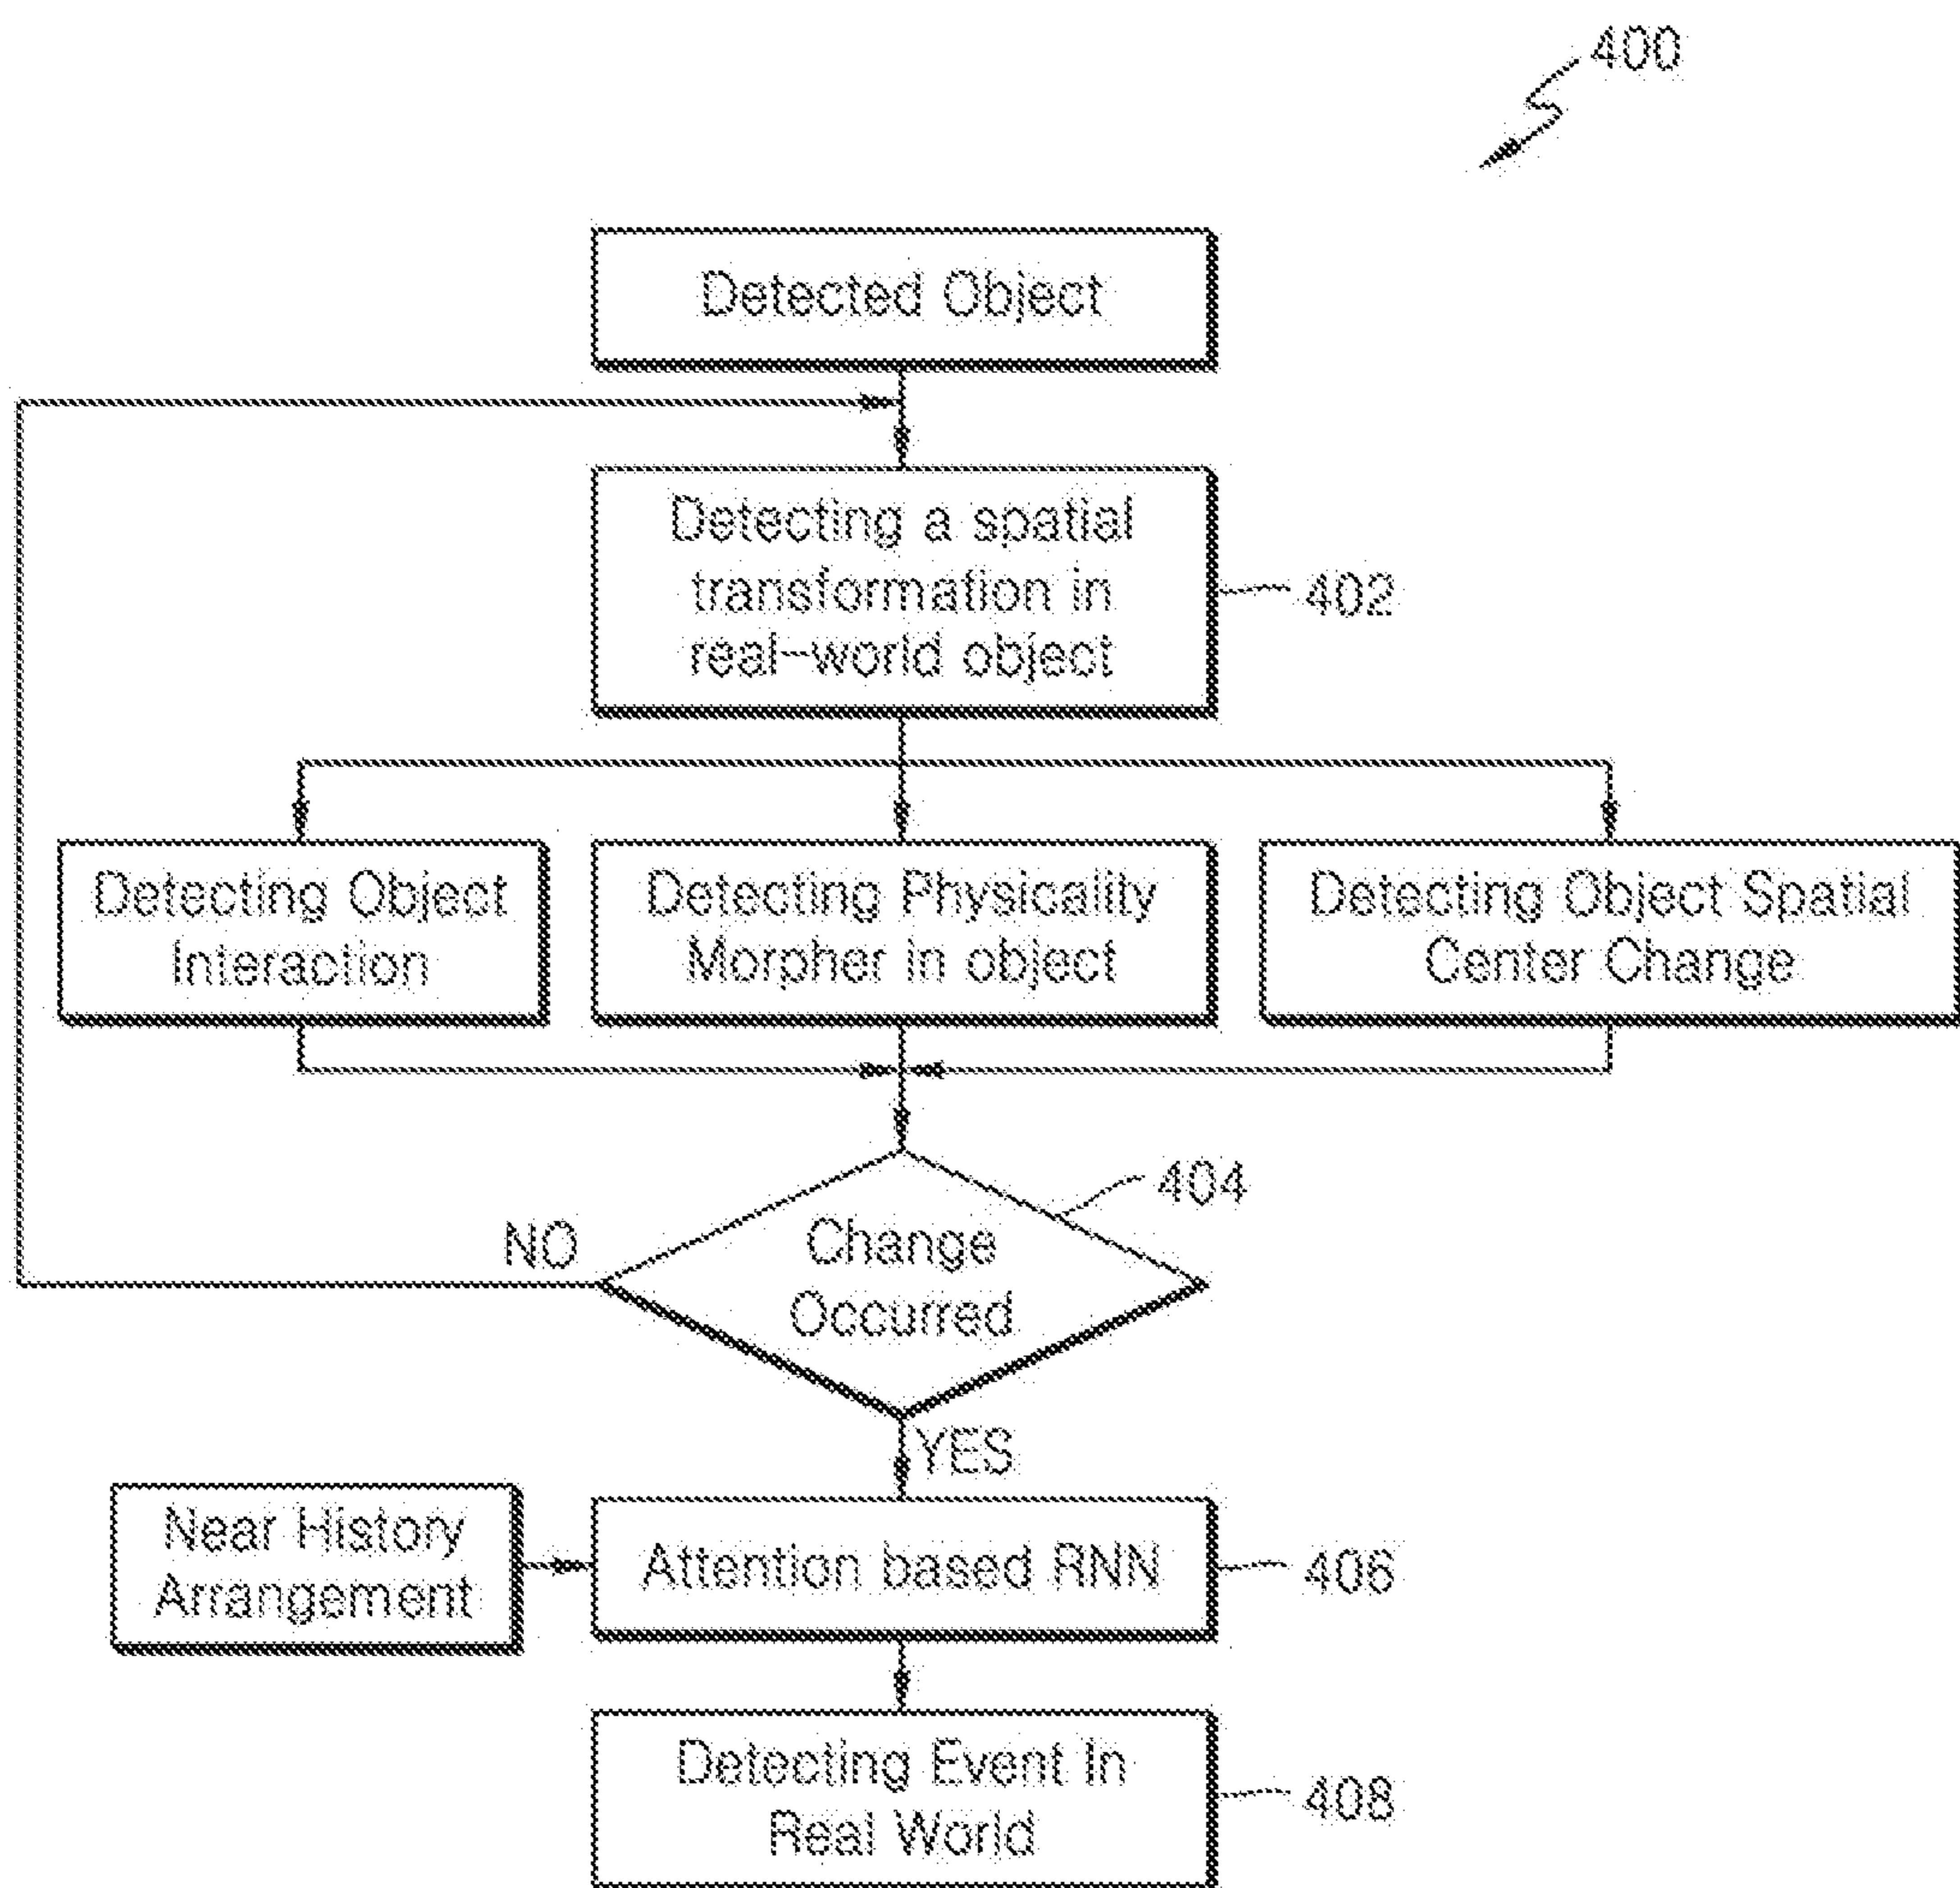 400
Detected Object
Detecting a spatial
transformation in
real-world object
402
Detecting Object
Interaction
Detecting Physicality
Morpher in object
Detecting Object Spatial
Center Change
404
NO
Change
Occurred
YES
Near History
Arrangement
Attention based RNN
406
Detecting Event In
Real World
408